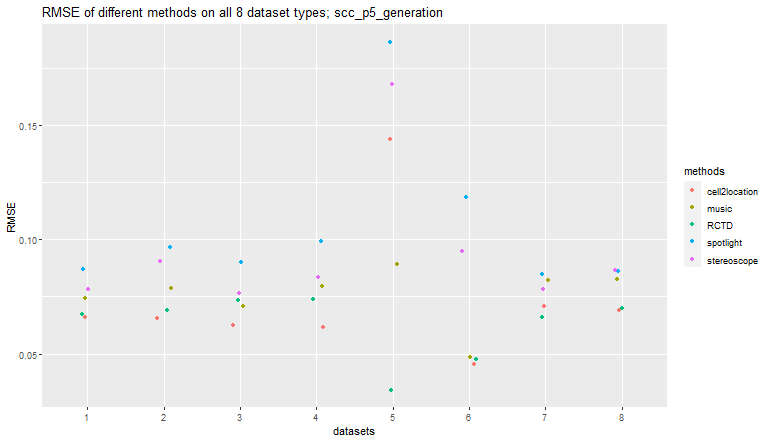 RMSE of different methods on all 8 dataset types; scc_p5_generation
RMSE
0.15
0.10
0.05
1 2 3 4 5 6 7 8
datasets
methods
cell2location
music
RCTD
spotlight
stereoscope